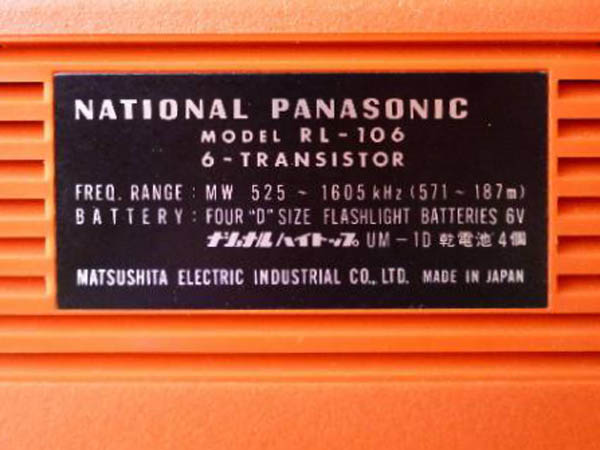 NATIONAL PANASONIC
MODEL RL-106
6-TRANSISTOR
FREQ. RANGE : MW 525 ~ 1605 kHz (571 ~ 187m)
BATTERY : FOUR "D" SIZE FLASHLIGHT BATTERIES 6V
ナショナルハイトップ UM-1D 乾電池 4個
MATSUSHITA ELECTRIC INDUSTRIAL CO., LTD. MADE IN JAPAN